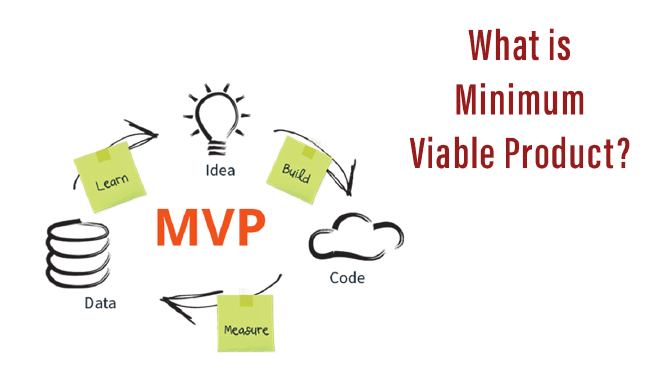 What is
Minimum
Viable Product?
Idea
Learn
Build
MVP
Code
Data
Measure